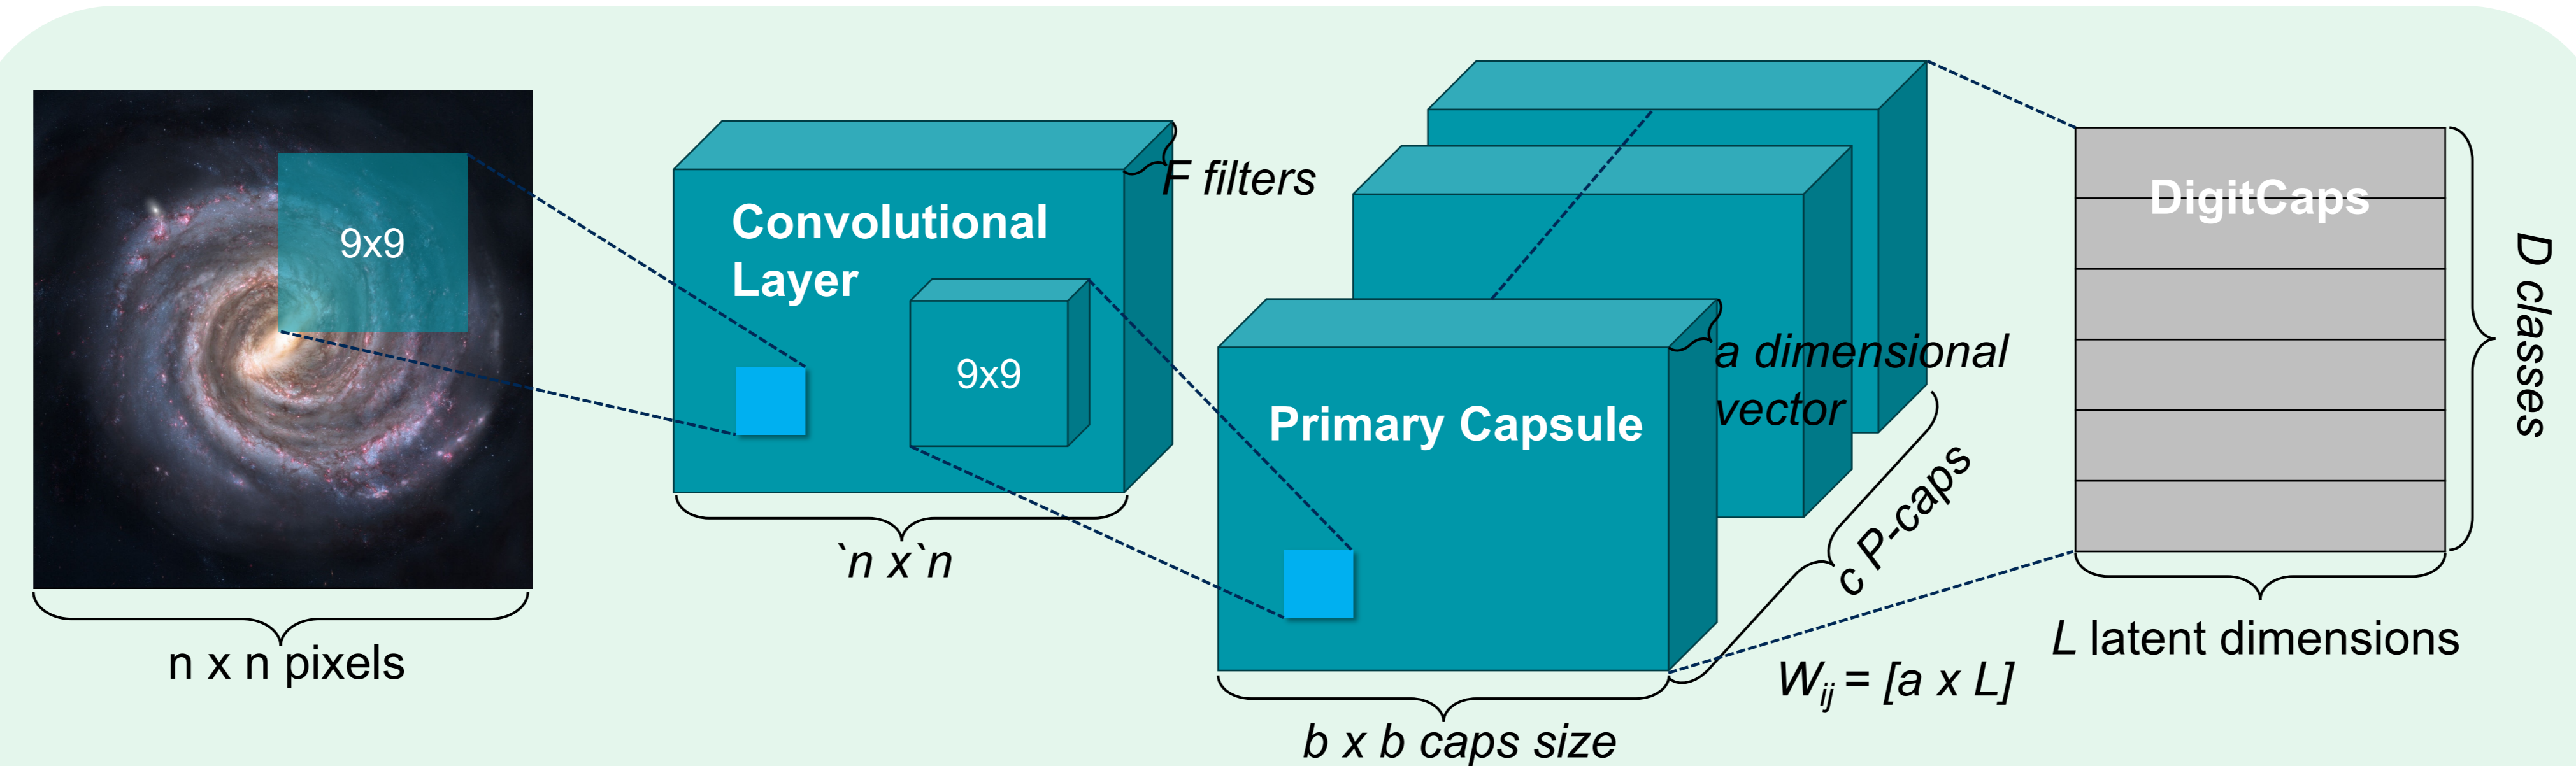 9x9
n x n pixels
Convolutional
Layer
F filters
9x9
`n x`n
Primary Capsule
a dimensional
vector
c P-caps
b x b caps size
Wij = [a x L]
DigitCaps
D classes
L latent dimensions